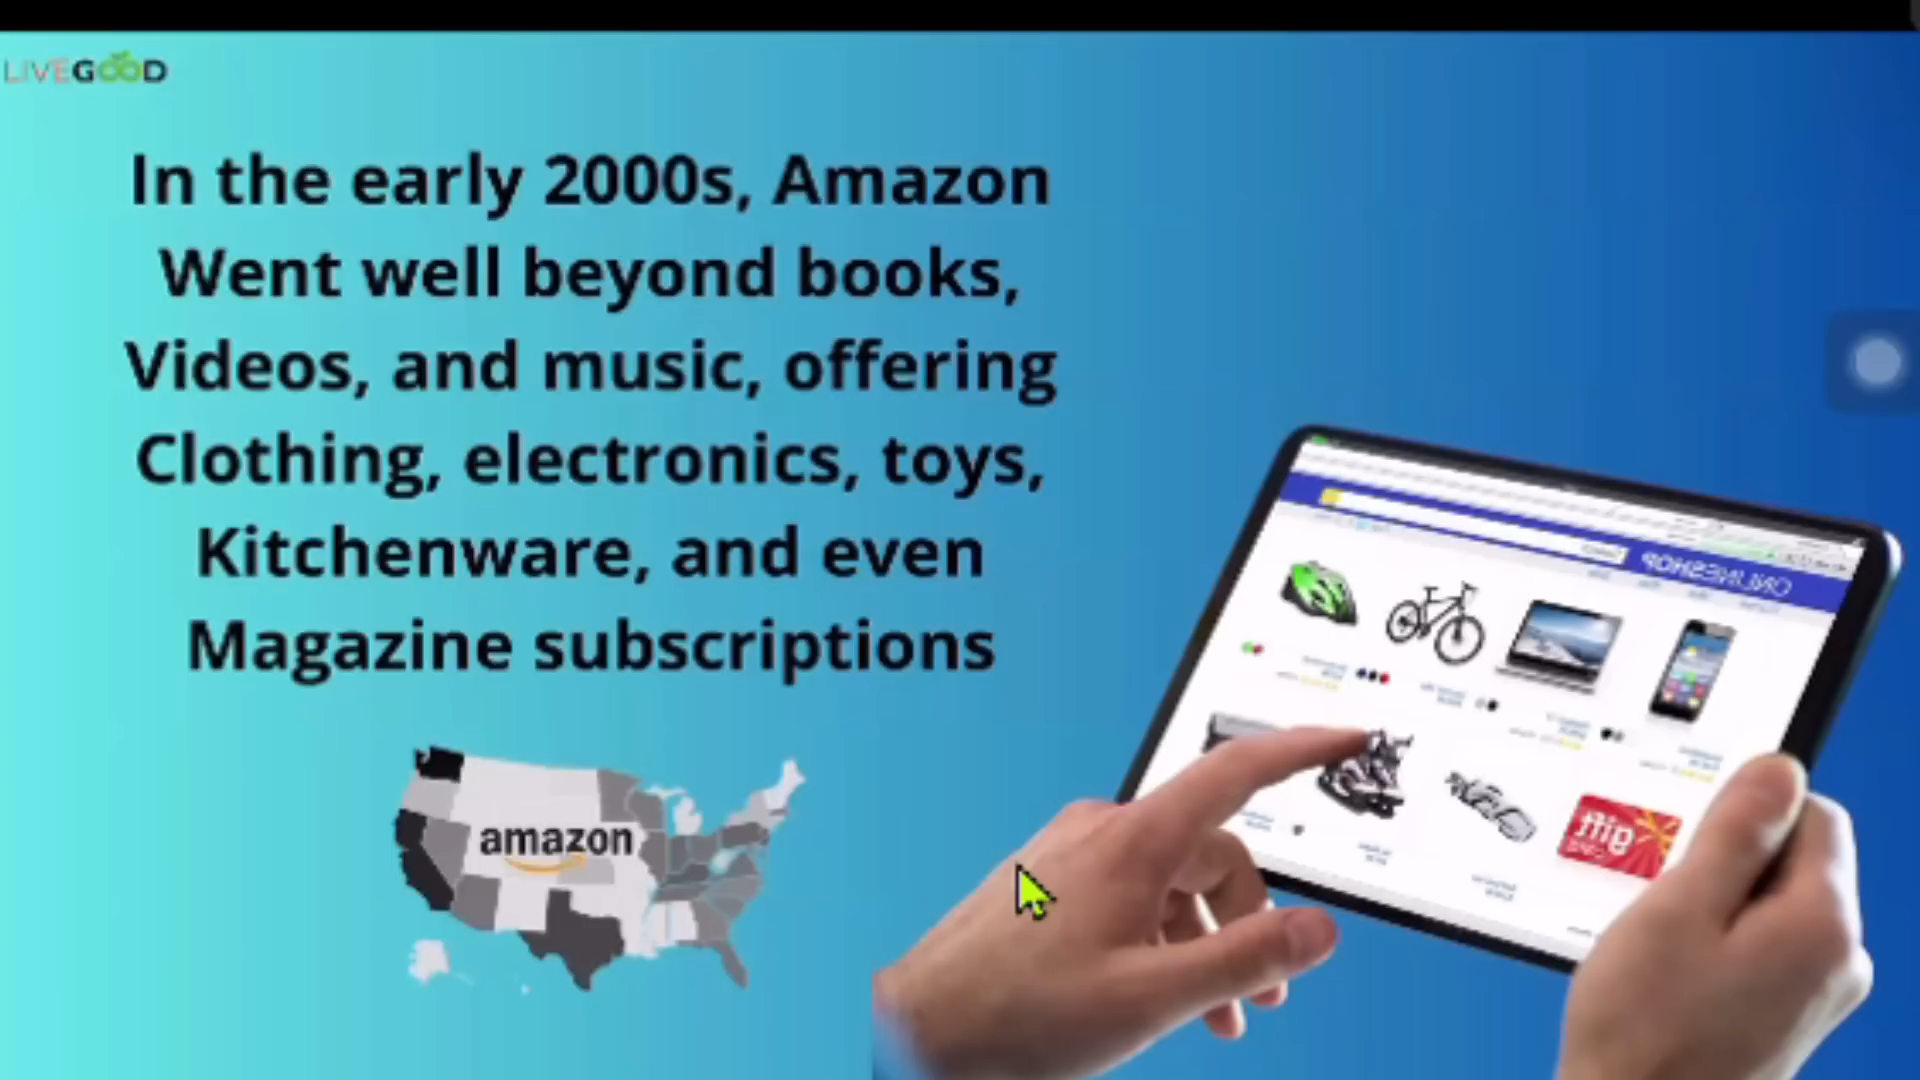 LIVEGOOD
In the early 2000s, Amazon
Went well beyond books,
Videos, and music, offering
Clothing, electronics, toys,
Kitchenware, and even
Magazine subscriptions
amazon
ONLINESHOP
gift